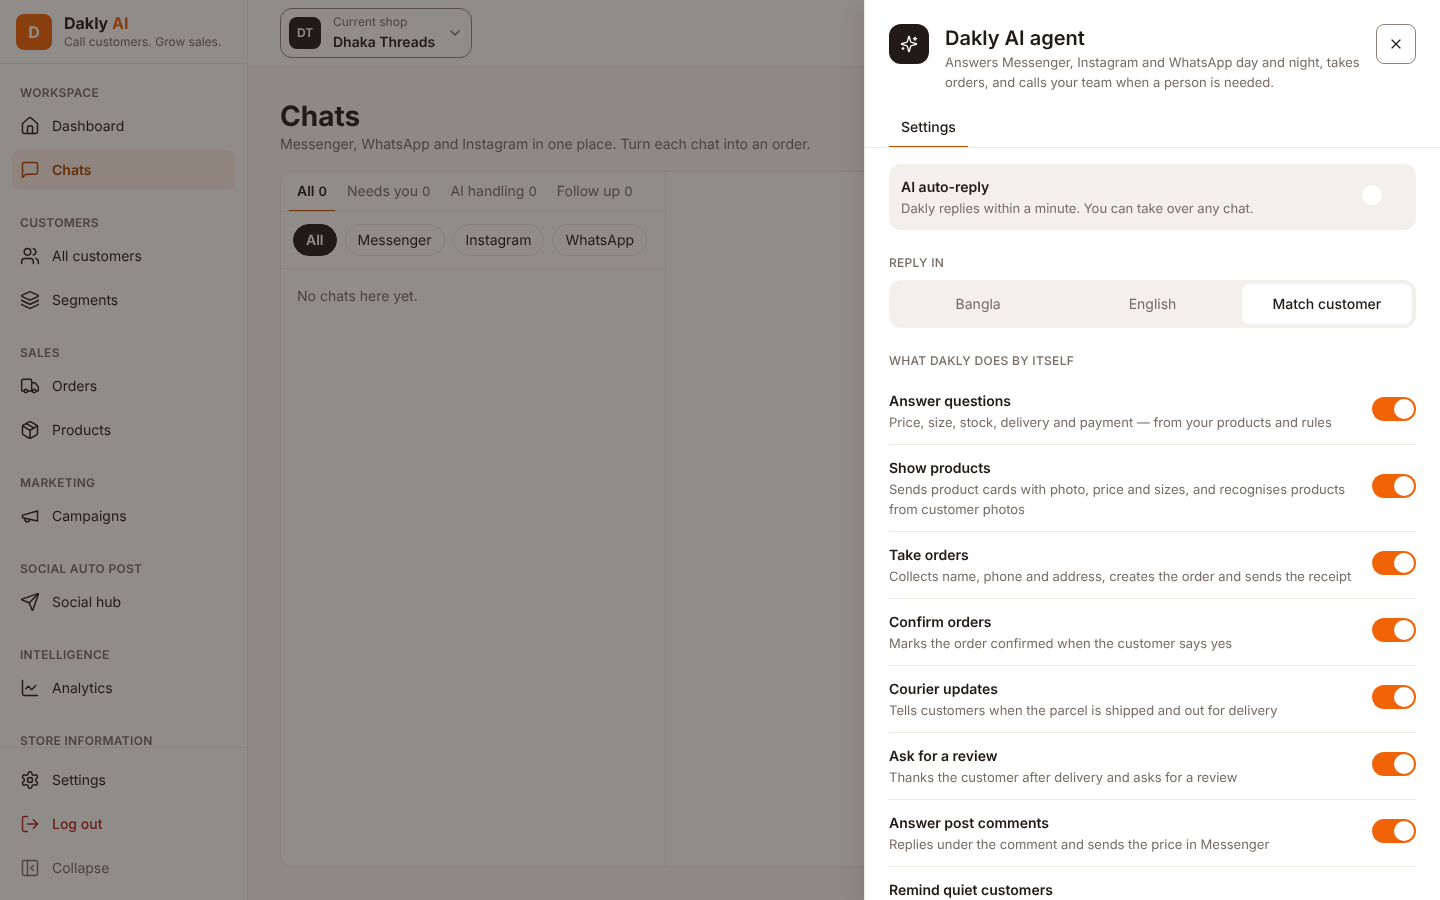 D
Dakly AI
Call customers. Grow sales.
WORKSPACE
Dashboard
Chats
CUSTOMERS
All customers
Segments
SALES
Orders
Products
MARKETING
Campaigns
SOCIAL AUTO POST
Social hub
INTELLIGENCE
Analytics
STORE INFORMATION
Settings
Log out
Collapse
DT
Current shop
Dhaka Threads
Chats
Messenger, WhatsApp and Instagram in one place. Turn each chat into an order.
All 0 Needs you 0 AI handling 0 Follow up 0
All Messenger Instagram WhatsApp
No chats here yet.
Dakly AI agent
Answers Messenger, Instagram and WhatsApp day and night, takes
orders, and calls your team when a person is needed.
Settings
AI auto-reply
Dakly replies within a minute. You can take over any chat.
REPLY IN
Bangla English Match customer
WHAT DAKLY DOES BY ITSELF
Answer questions
Price, size, stock, delivery and payment — from your products and rules
Show products
Sends product cards with photo, price and sizes, and recognises products
from customer photos
Take orders
Collects name, phone and address, creates the order and sends the receipt
Confirm orders
Marks the order confirmed when the customer says yes
Courier updates
Tells customers when the parcel is shipped and out for delivery
Ask for a review
Thanks the customer after delivery and asks for a review
Answer post comments
Replies under the comment and sends the price in Messenger
Remind quiet customers